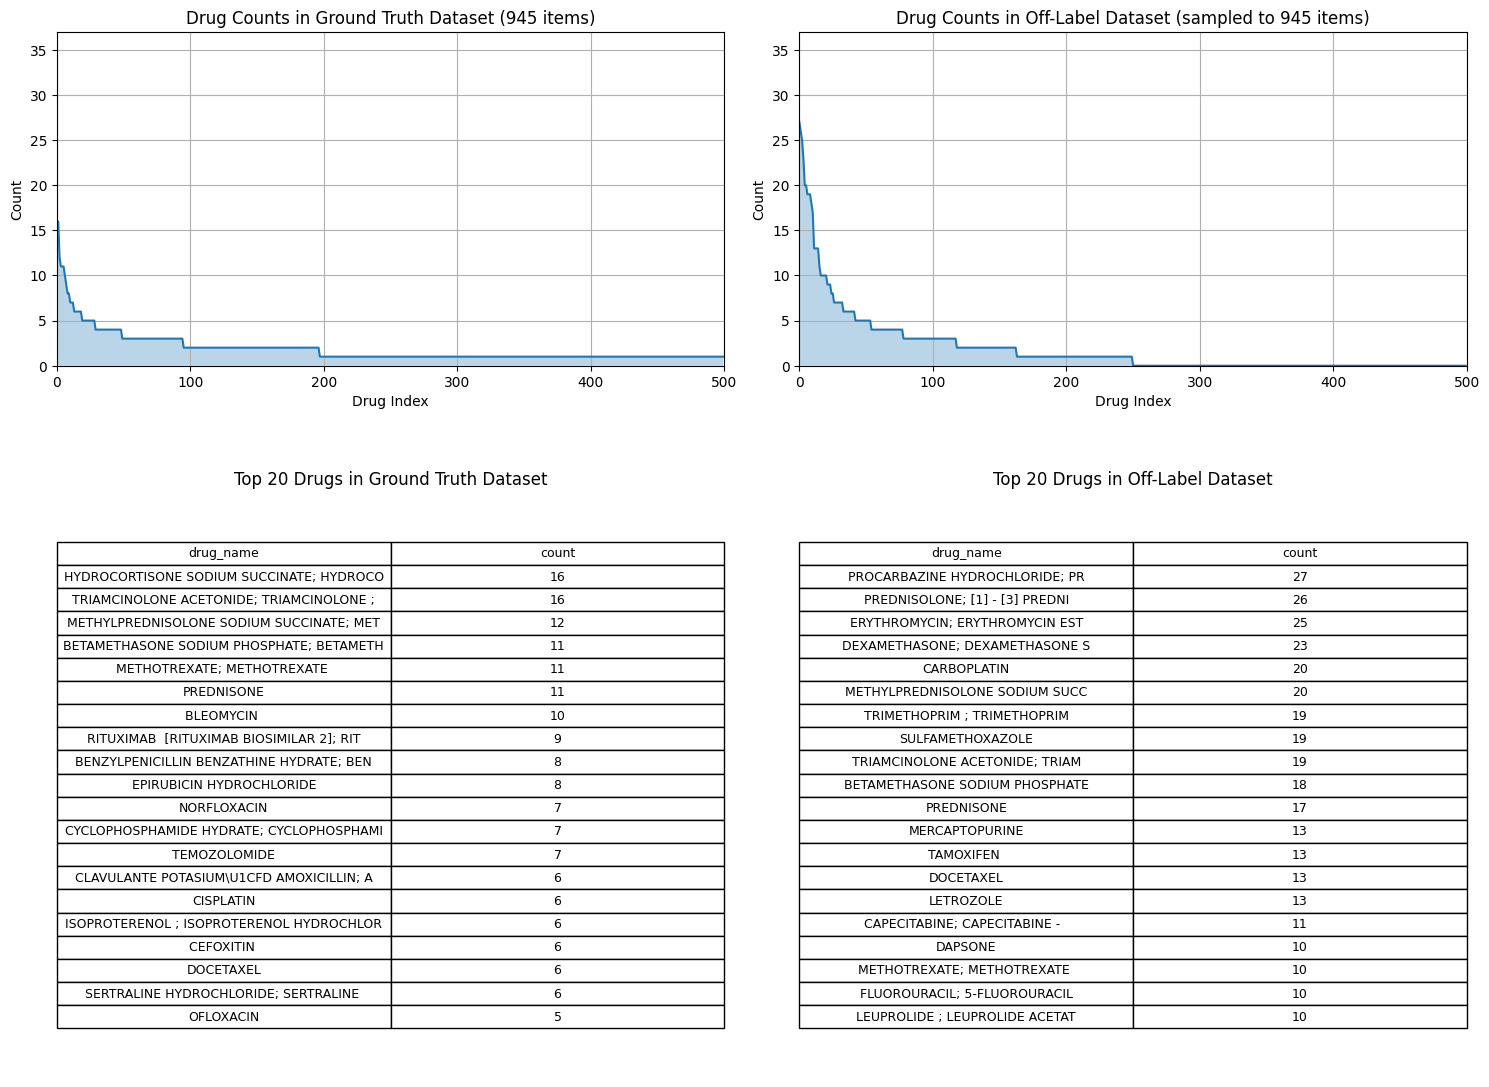 Drug Counts in Ground Truth Dataset (945 items)
35
30
25
20
15
10
5
0
Count
0 100 200 300 400 500
Drug Index
Drug Counts in Off-Label Dataset (sampled to 945 items)
35
30
25
20
15
10
5
0
Count
0 100 200 300 400 500
Drug Index
Top 20 Drugs in Ground Truth Dataset
drug_name count
HYDROCORTISONE SODIUM SUCCINATE; HYDROCO 16
TRIAMCINOLONE ACETONIDE; TRIAMCINOLONE ; 16
METHYLPREDNISOLONE SODIUM SUCCINATE; MET 12
BETAMETHASONE SODIUM PHOSPHATE; BETAMETH 11
METHOTREXATE; METHOTREXATE 11
PREDNISONE 11
BLEOMYCIN 10
RITUXIMAB [RITUXIMAB BIOSIMILAR 2]; RIT 9
BENZYLPENICILLIN BENZATHINE HYDRATE; BEN 8
EPIRUBICIN HYDROCHLORIDE 8
NORFLOXACIN 7
CYCLOPHOSPHAMIDE HYDRATE; CYCLOPHOSPHAMI 7
TEMOZOLOMIDE 7
CLAVULANTE POTASIUM\U1CFD AMOXICILLIN; A 6
CISPLATIN 6
ISOPROTERENOL ; ISOPROTERENOL HYDROCHLOR 6
CEFOXITIN 6
DOCETAXEL 6
SERTRALINE HYDROCHLORIDE; SERTRALINE 6
OFLOXACIN 5
Top 20 Drugs in Off-Label Dataset
drug_name count
PROCARBAZINE HYDROCHLORIDE; PR 27
PREDNISOLONE; [1] - [3] PREDNI 26
ERYTHROMYCIN; ERYTHROMYCIN EST 25
DEXAMETHASONE; DEXAMETHASONE S 23
CARBOPLATIN 20
METHYLPREDNISOLONE SODIUM SUCC 20
TRIMETHOPRIM ; TRIMETHOPRIM 19
SULFAMETHOXAZOLE 19
TRIAMCINOLONE ACETONIDE; TRIAM 19
BETAMETHASONE SODIUM PHOSPHATE 18
PREDNISONE 17
MERCAPTOPURINE 13
TAMOXIFEN 13
DOCETAXEL 13
LETROZOLE 13
CAPECITABINE; CAPECITABINE - 11
DAPSONE 10
METHOTREXATE; METHOTREXATE 10
FLUOROURACIL; 5-FLUOROURACIL 10
LEUPROLIDE ; LEUPROLIDE ACETAT 10